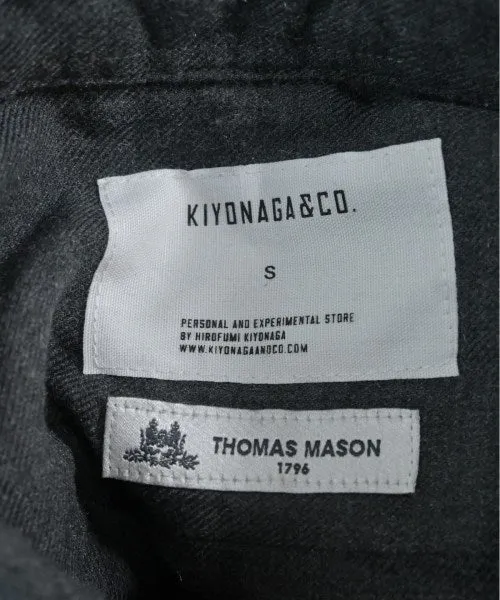 KIYONAGA&CO.
S
PERSONAL AND EXPERIMENTAL STORE
BY HIROFUMI KIYONAGA
WWW.KIYONAGAANDCO.COM
THOMAS MASON
1796